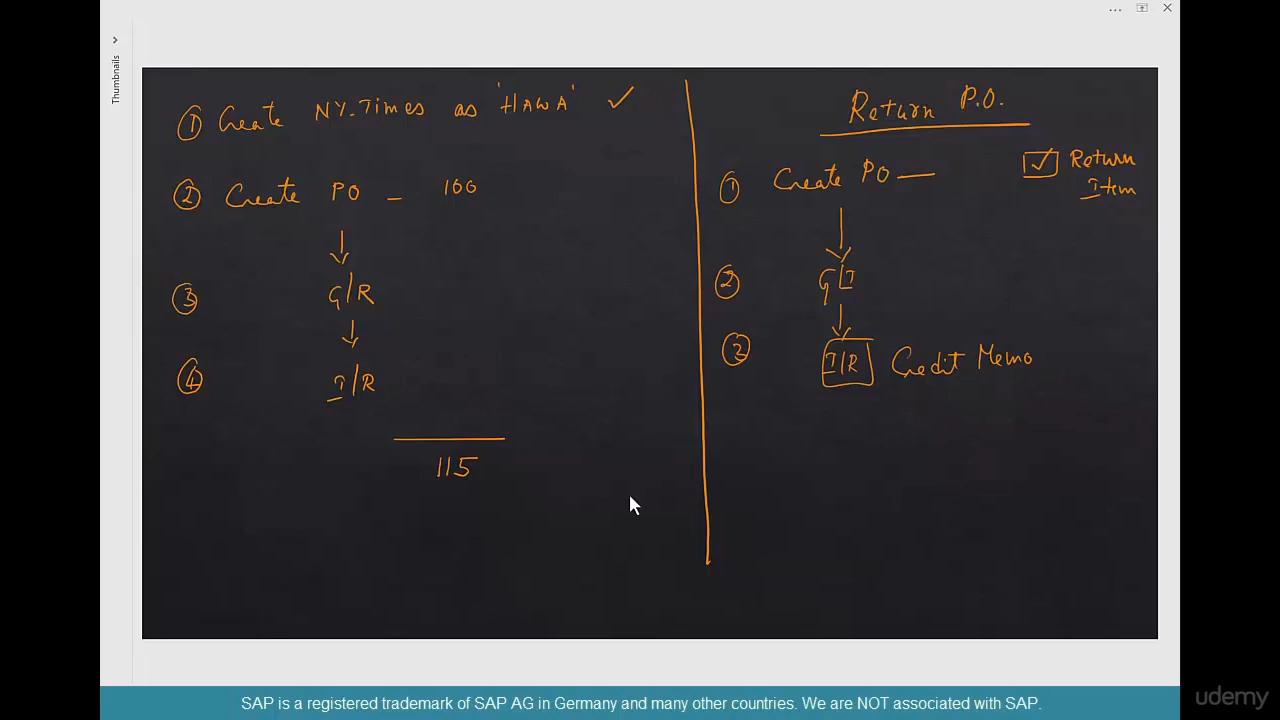 Thumbnails
① Create NY.Times as 'HAWA' ✓
② Create PO - 100
③ G/R
④ I/R
115
Return P.O.
① Create PO — ☑ Return Item
② G/I
③ I/R Credit Memo
SAP is a registered trademark of SAP AG in Germany and many other countries. We are NOT associated with SAP.
udemy